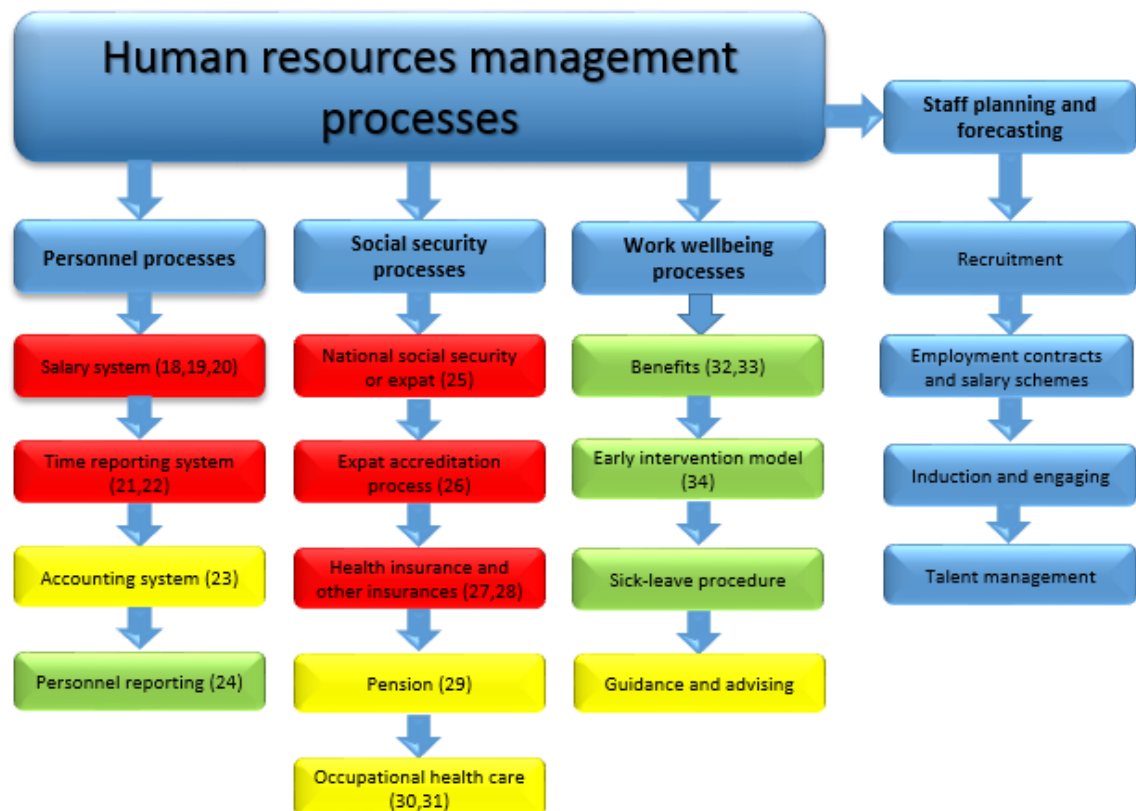 Human resources management
processes
Staff planning and
forecasting
Personnel processes
Social security
processes
Work wellbeing
processes
Recruitment
Salary system (18,19,20)
National social security
or expat (25)
Benefits (32,33)
Employment contracts
and salary schemes
Time reporting system
(21,22)
Expat accreditation
process (26)
Early intervention model
(34)
Induction and engaging
Accounting system (23)
Health insurance and
other insurances (27,28)
Sick-leave procedure
Talent management
Personnel reporting (24)
Pension (29)
Guidance and advising
Occupational health care
(30,31)